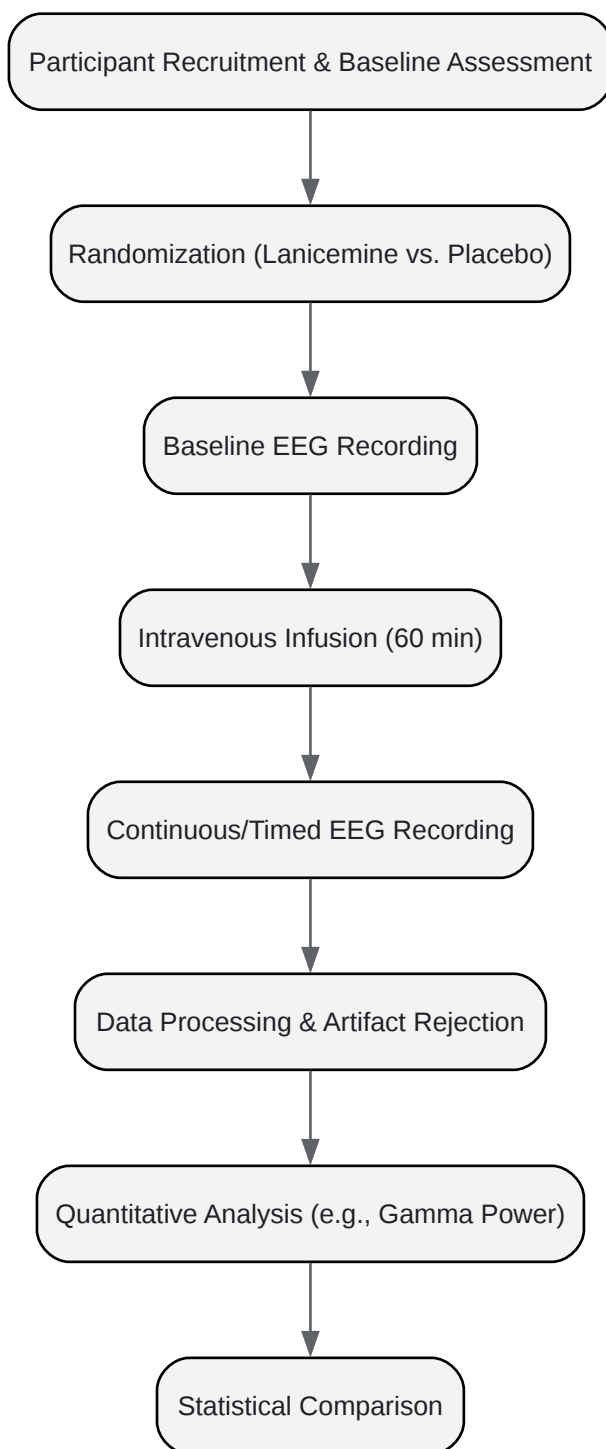 Participant Recruitment & Baseline Assessment
Randomization (Lanicemine vs. Placebo)
Baseline EEG Recording
Intravenous Infusion (60 min)
Continuous/Timed EEG Recording
Data Processing & Artifact Rejection
Quantitative Analysis (e.g., Gamma Power)
Statistical Comparison